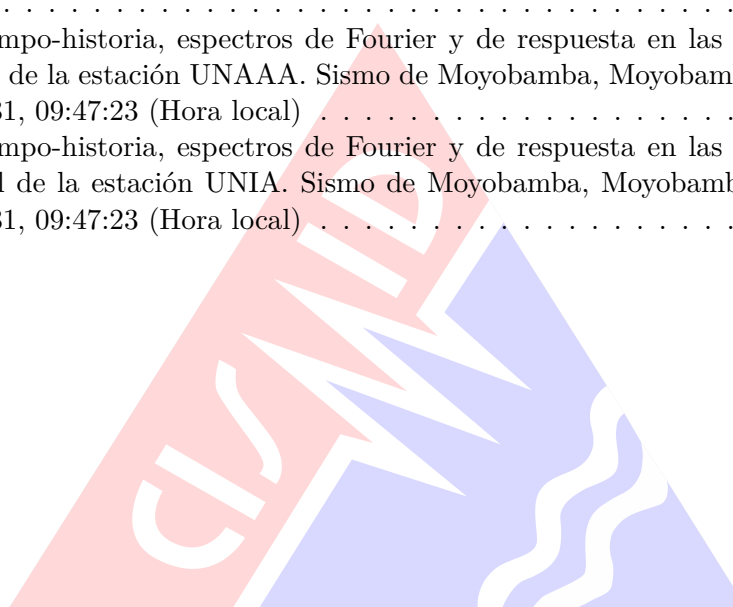 . . . . . . . . . . . . . . . . . . . . . . . . .
mpo-historia, espectros de Fourier y de respuesta en las
de la estación UNAAA. Sismo de Moyobamba, Moyobam
31, 09:47:23 (Hora local) . . . . . . . . . . . . . . . . . . .
mpo-historia, espectros de Fourier y de respuesta en las
l de la estación UNIA. Sismo de Moyobamba, Moyobamb
31, 09:47:23 (Hora local) . . . . . . . . . . . . . . . . . . .
CISMID